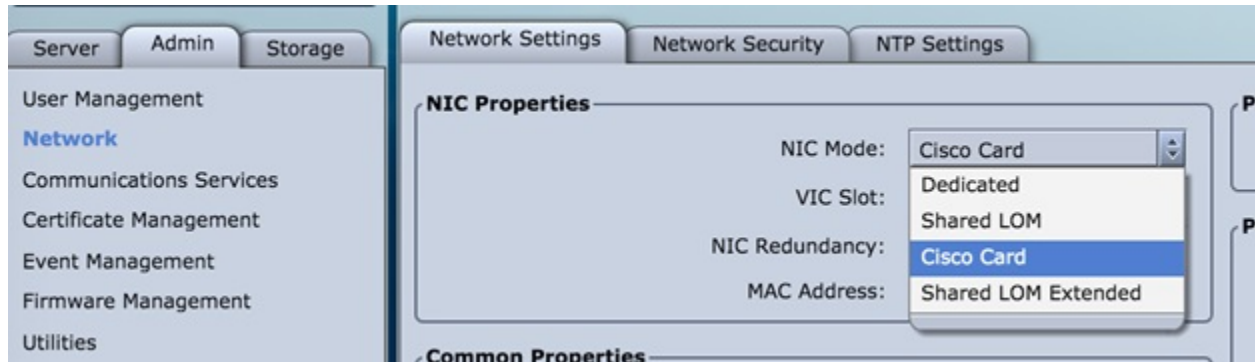 Server Admin Storage
User Management
Network
Communications Services
Certificate Management
Event Management
Firmware Management
Utilities
Network Settings Network Security NTP Settings
NIC Properties
NIC Mode: Cisco Card
Dedicated
VIC Slot:
Shared LOM
NIC Redundancy:
Cisco Card
MAC Address:
Shared LOM Extended
Common Properties
P
P